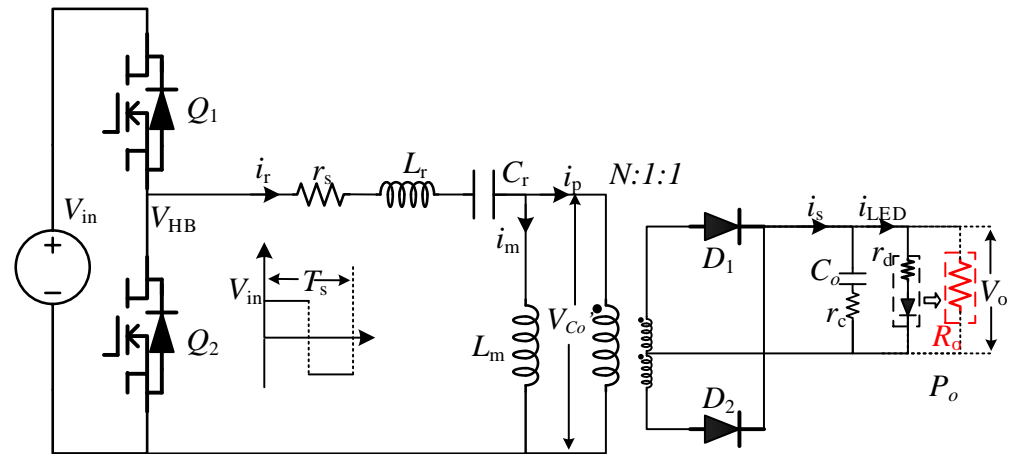 Q1
Lr
rs
ir
Cr
ip
N:1:1
Vin
VHB
im
D1
is
iLED
rd
Co
Vo
rc
Ro
Ts
Vin
VCo'
Lm
Q2
D2
Po